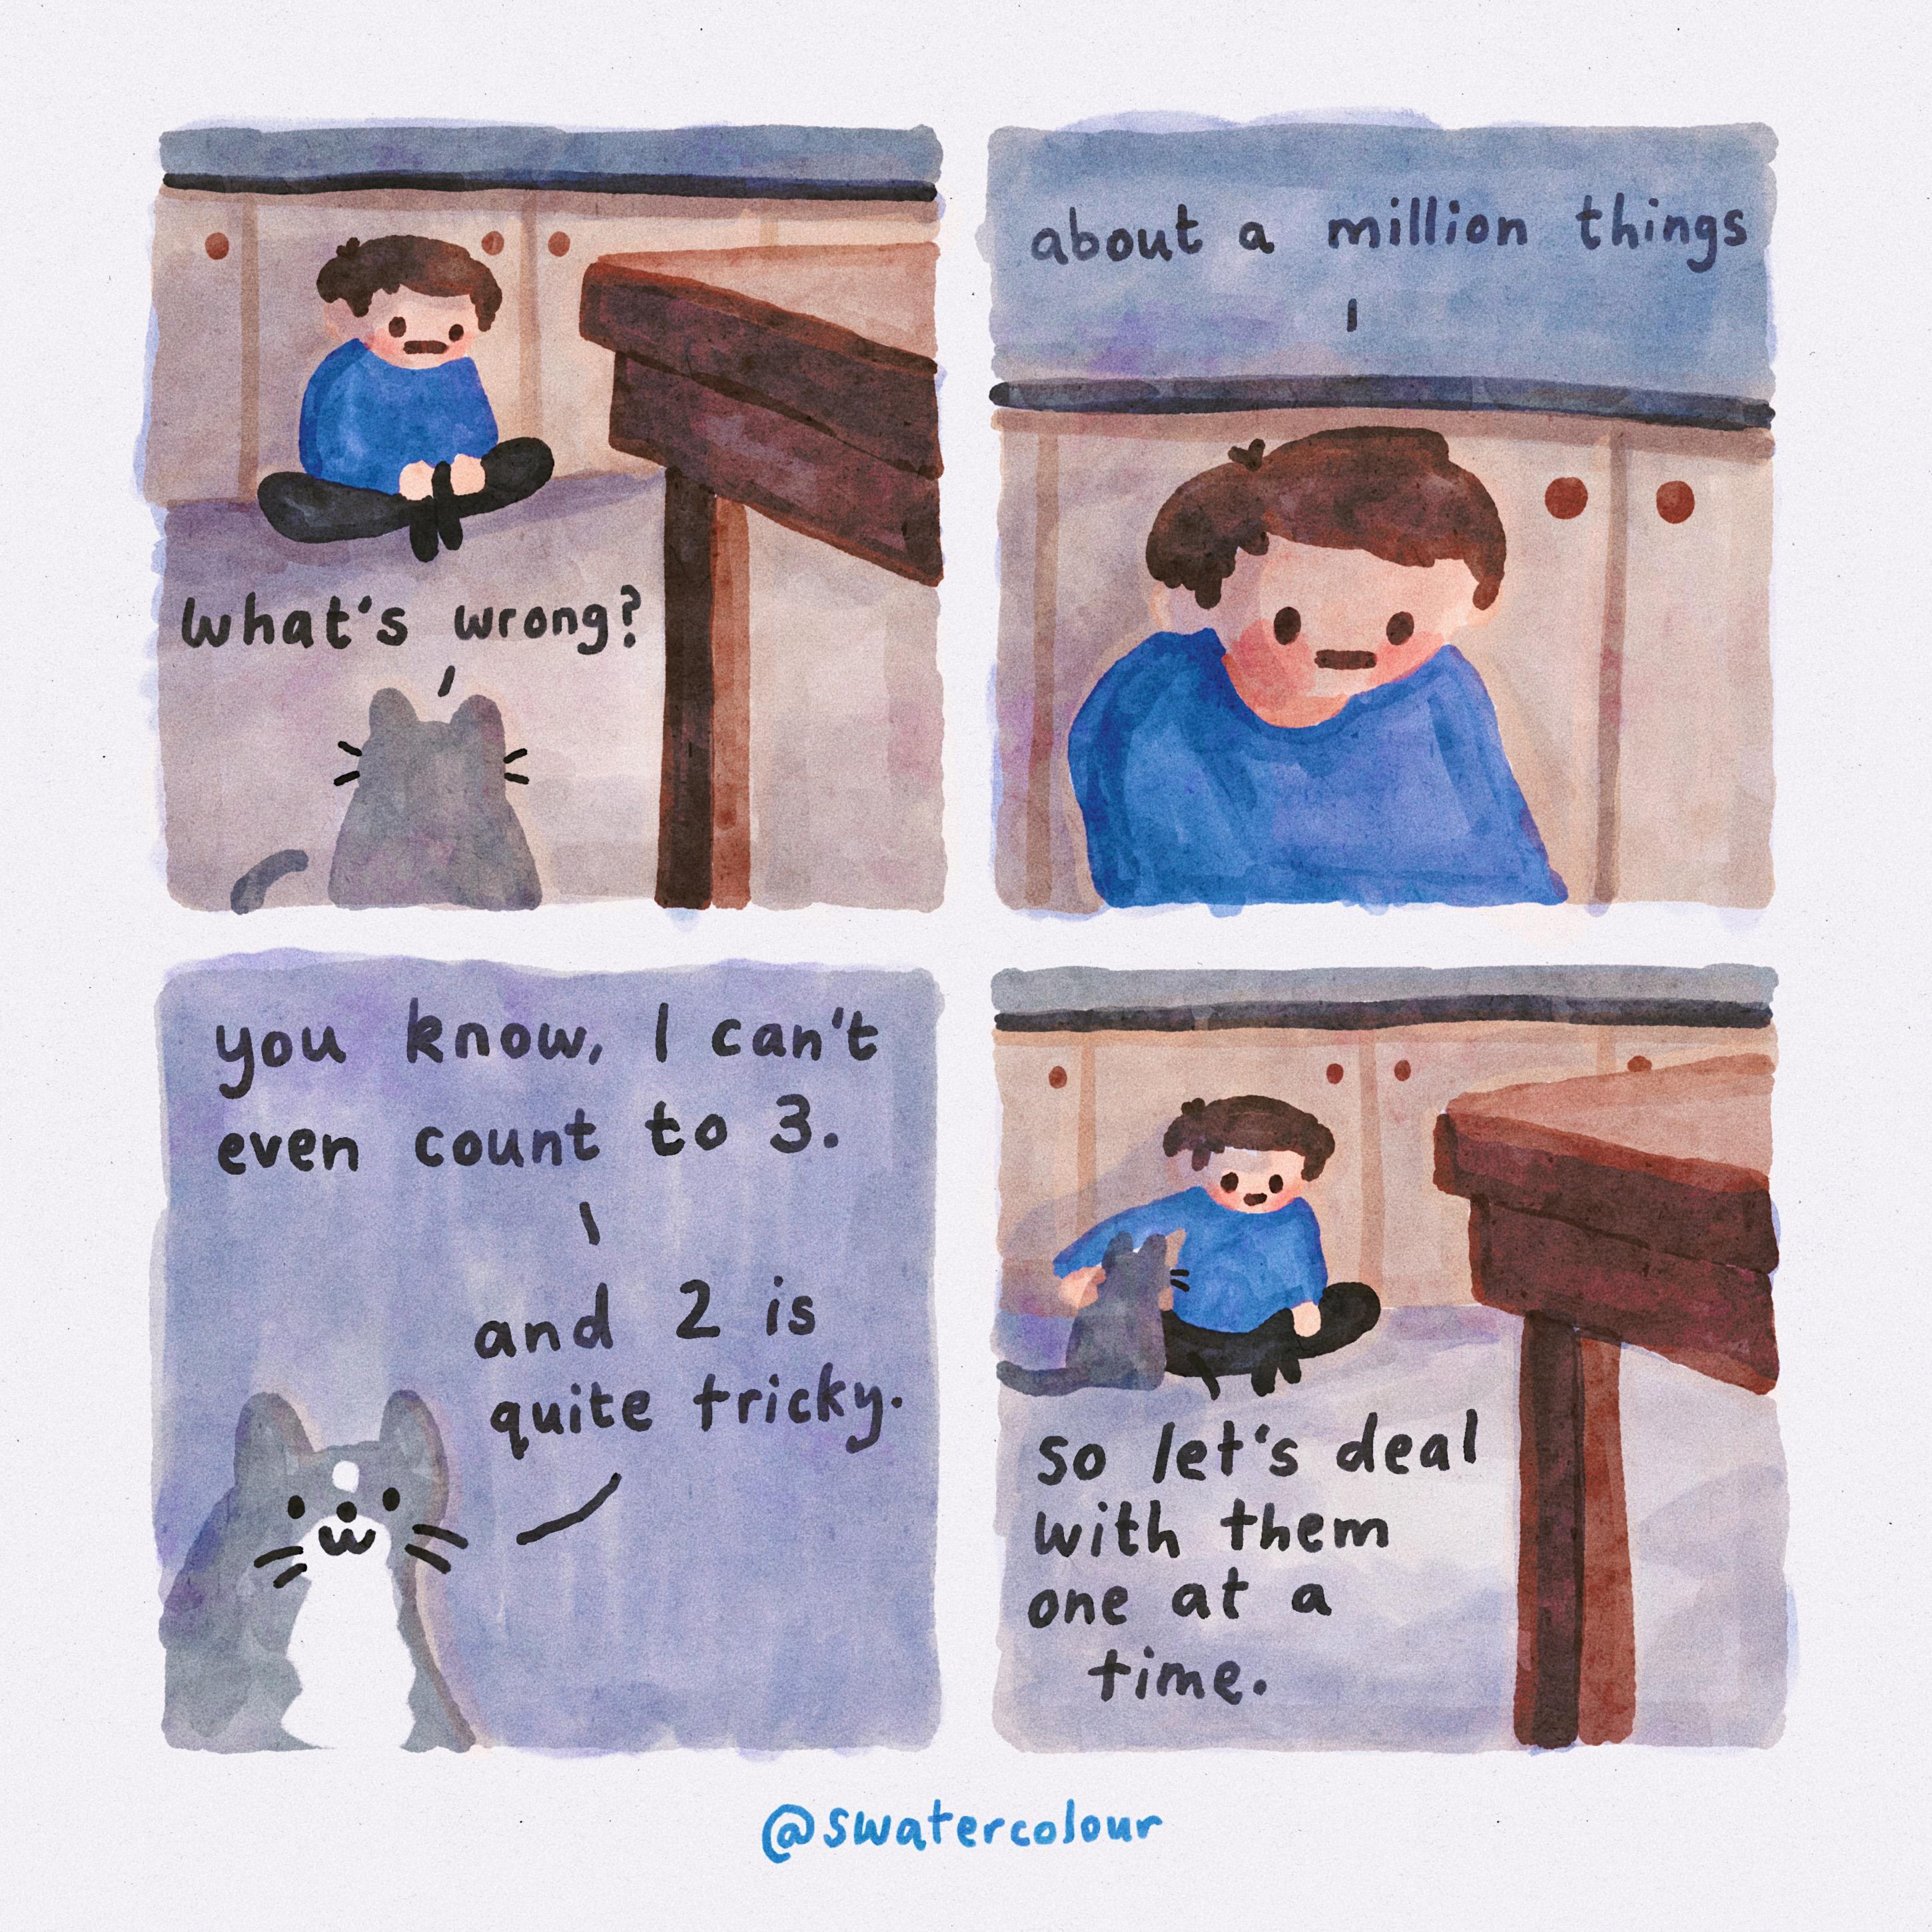 what's wrong?
about a million things
you know, I can't
even count to 3.
and 2 is
quite tricky.
so let's deal
with them
one at a
time.
@swatercolour